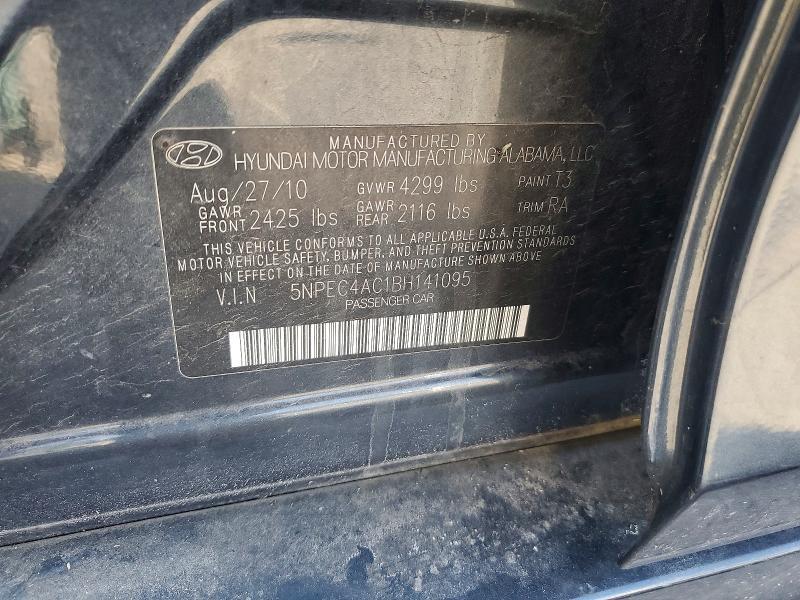 MANUFACTURED BY
HYUNDAI MOTOR MANUFACTURING ALABAMA, LLC
Aug/27/10 GVWR 4299 lbs PAINT T3
GAWR FRONT 2425 lbs GAWR REAR 2116 lbs TRIM RA
THIS VEHICLE CONFORMS TO ALL APPLICABLE U.S.A. FEDERAL
MOTOR VEHICLE SAFETY, BUMPER, AND THEFT PREVENTION STANDARDS
IN EFFECT ON THE DATE OF MANUFACTURE SHOWN ABOVE
V.I.N 5NPEC4AC1BH141095
PASSENGER CAR